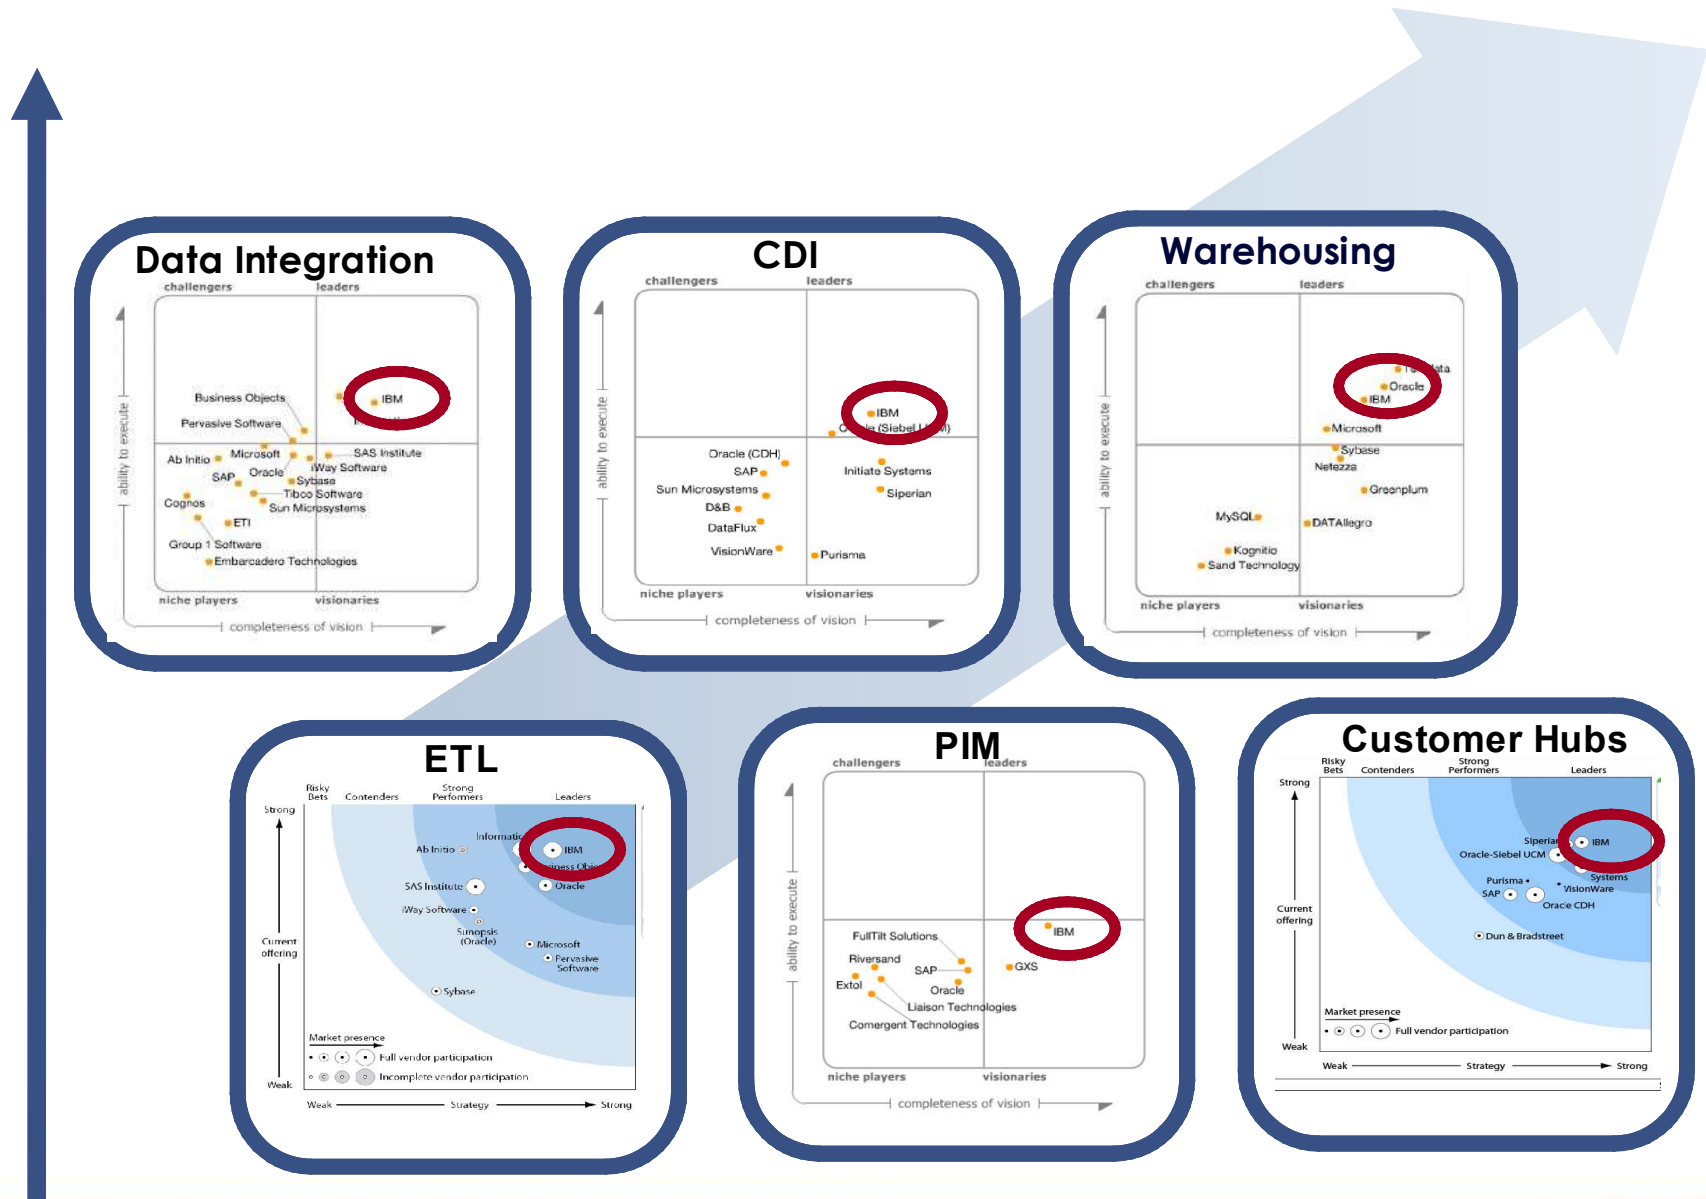 Data Integration
challengers
leaders
ability to execute
Business Objects
IBM
Pervasive Software
Ab Initio
Microsoft
SAS Institute
SAP
Oracle
iWay Software
Sybase
Cognos
Tibco Software
Sun Microsystems
ETI
Group 1 Software
Embarcadero Technologies
niche players
visionaries
completeness of vision
CDI
challengers
leaders
ability to execute
IBM
Oracle (Siebel UCM)
Oracle (CDH)
SAP
Initiate Systems
Sun Microsystems
Siperian
D&B
DataFlux
VisionWare
Purisma
niche players
visionaries
completeness of vision
Warehousing
challengers
leaders
ability to execute
Oracle
IBM
Microsoft
Sybase
Netezza
Greenplum
MySQL
DATAllegro
Kognitio
Sand Technology
niche players
visionaries
completeness of vision
ETL
Risky
Bets
Contenders
Strong
Performers
Leaders
Strong
Current
offering
Weak
Ab Initio
IBM
SAS Institute
Oracle
iWay Software
Sunopsis
(Oracle)
Microsoft
Pervasive
Software
Sybase
Market presence
Full vendor participation
Incomplete vendor participation
Weak
Strategy
Strong
PIM
challengers
leaders
ability to execute
IBM
FullTilt Solutions
Riversand
SAP
GXS
Extol
Oracle
Liaison Technologies
Comergent Technologies
niche players
visionaries
completeness of vision
Customer Hubs
Risky
Bets
Contenders
Strong
Performers
Leaders
Strong
Current
offering
Weak
Siperian
IBM
Oracle-Siebel UCM
Systems
Purisma
VisionWare
SAP
Oracle CDH
Dun & Bradstreet
Market presence
Full vendor participation
Weak
Strategy
Strong